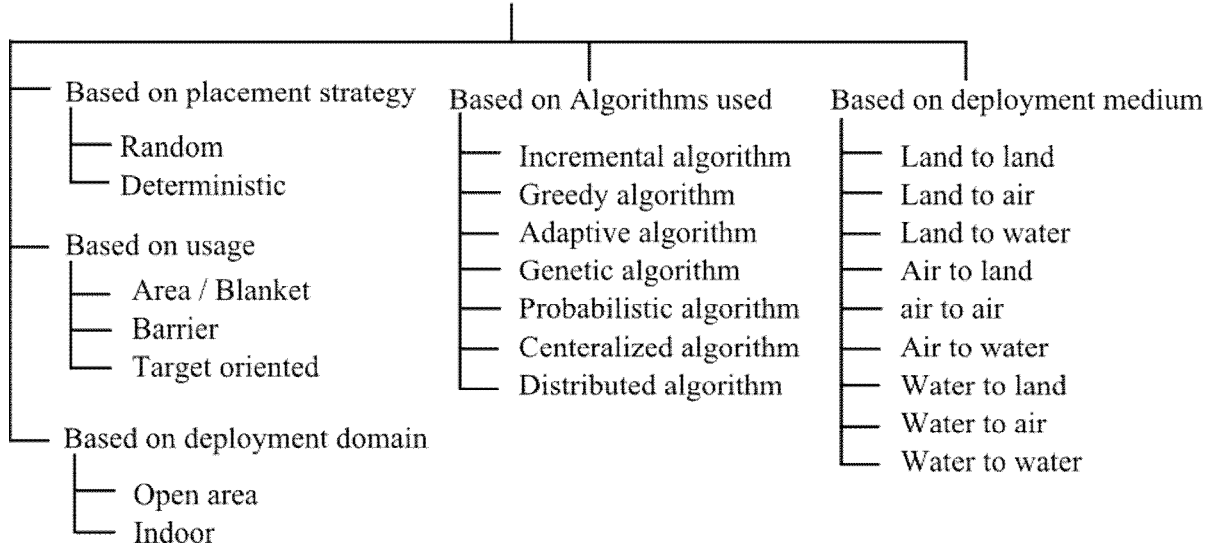 Based on placement strategy
Random
Deterministic
Based on usage
Area / Blanket
Barrier
Target oriented
Based on deployment domain
Open area
Indoor
Based on Algorithms used
Incremental algorithm
Greedy algorithm
Adaptive algorithm
Genetic algorithm
Probabilistic algorithm
Centeralized algorithm
Distributed algorithm
Based on deployment medium
Land to land
Land to air
Land to water
Air to land
air to air
Air to water
Water to land
Water to air
Water to water